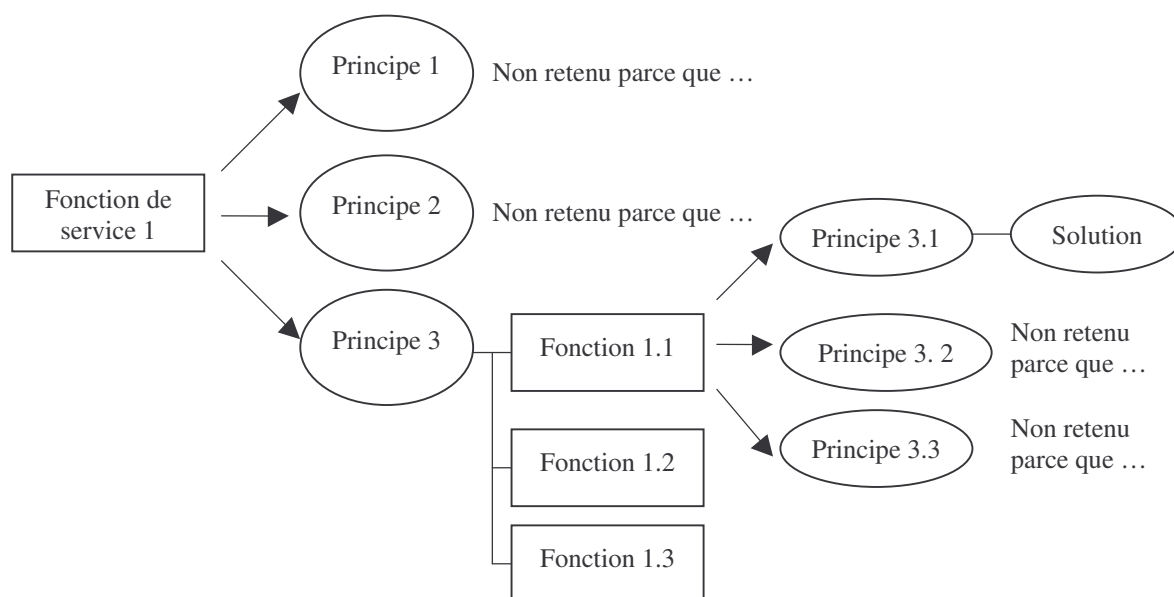 Principe 1
Non retenu parce que …
Fonction de
service 1
Principe 2
Non retenu parce que …
Principe 3.1
Solution
Principe 3
Fonction 1.1
Principe 3. 2
Non retenu
parce que …
Fonction 1.2
Principe 3.3
Non retenu
parce que …
Fonction 1.3